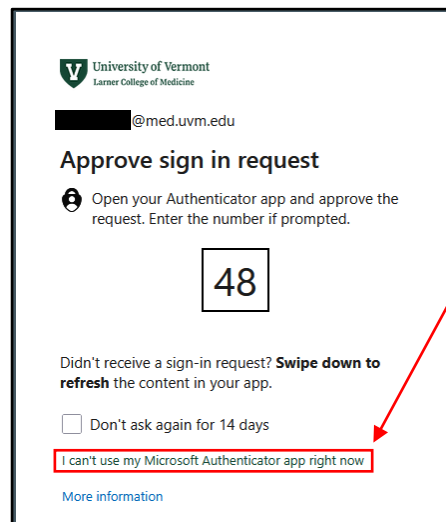 University of Vermont
Larner College of Medicine
@med.uvm.edu
Approve sign in request
Open your Authenticator app and approve the
request. Enter the number if prompted.
48
Didn't receive a sign-in request? Swipe down to
refresh the content in your app.
Don't ask again for 14 days
I can't use my Microsoft Authenticator app right now
More information